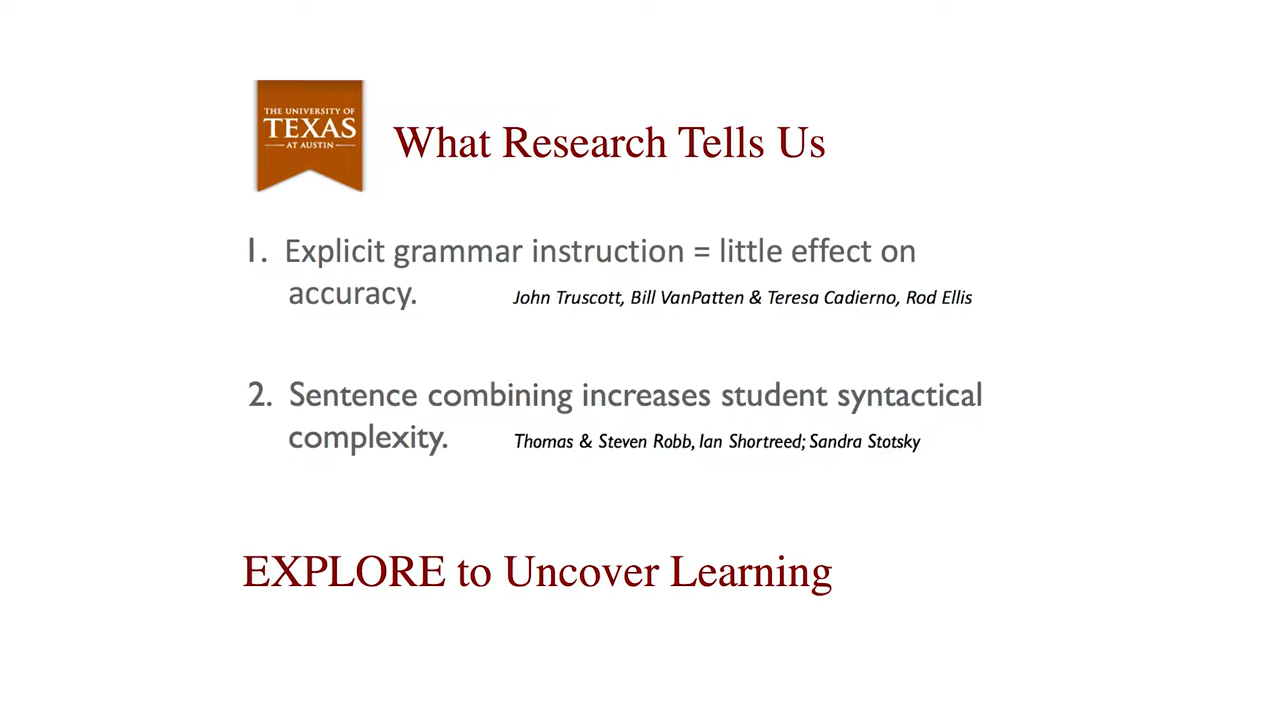 THE UNIVERSITY OF
TEXAS
AT AUSTIN
What Research Tells Us
1. Explicit grammar instruction = little effect on
accuracy. John Truscott, Bill VanPatten & Teresa Cadierno, Rod Ellis
2. Sentence combining increases student syntactical
complexity. Thomas & Steven Robb, Ian Shortreed; Sandra Stotsky
EXPLORE to Uncover Learning